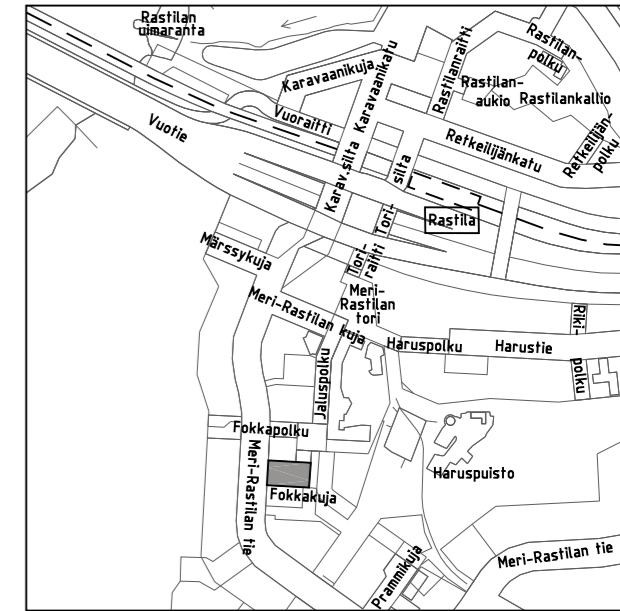 Rastilan
uimaranta
Karavaanikuja
Karavaanikatu
Rastilanraitti
Rastilan-
polku
Rastilan-
aukio
Rastilankallio
Vuoraitti
Vuotie
Karav.silta
silta
Retkeilijänkatu
Retkeilijän-
polku
Tori-
Rastila
Märssykuja
Tori-
raitti
Meri-
Rastilan
tori
Meri-Rastilan kuja
Haruspolku
Harustie
Riki-
polku
Jaluspolku
Fokkapolku
Meri-Rastilan tie
Fokkakuja
Haruspuisto
Prammikuja
Meri-Rastilan tie